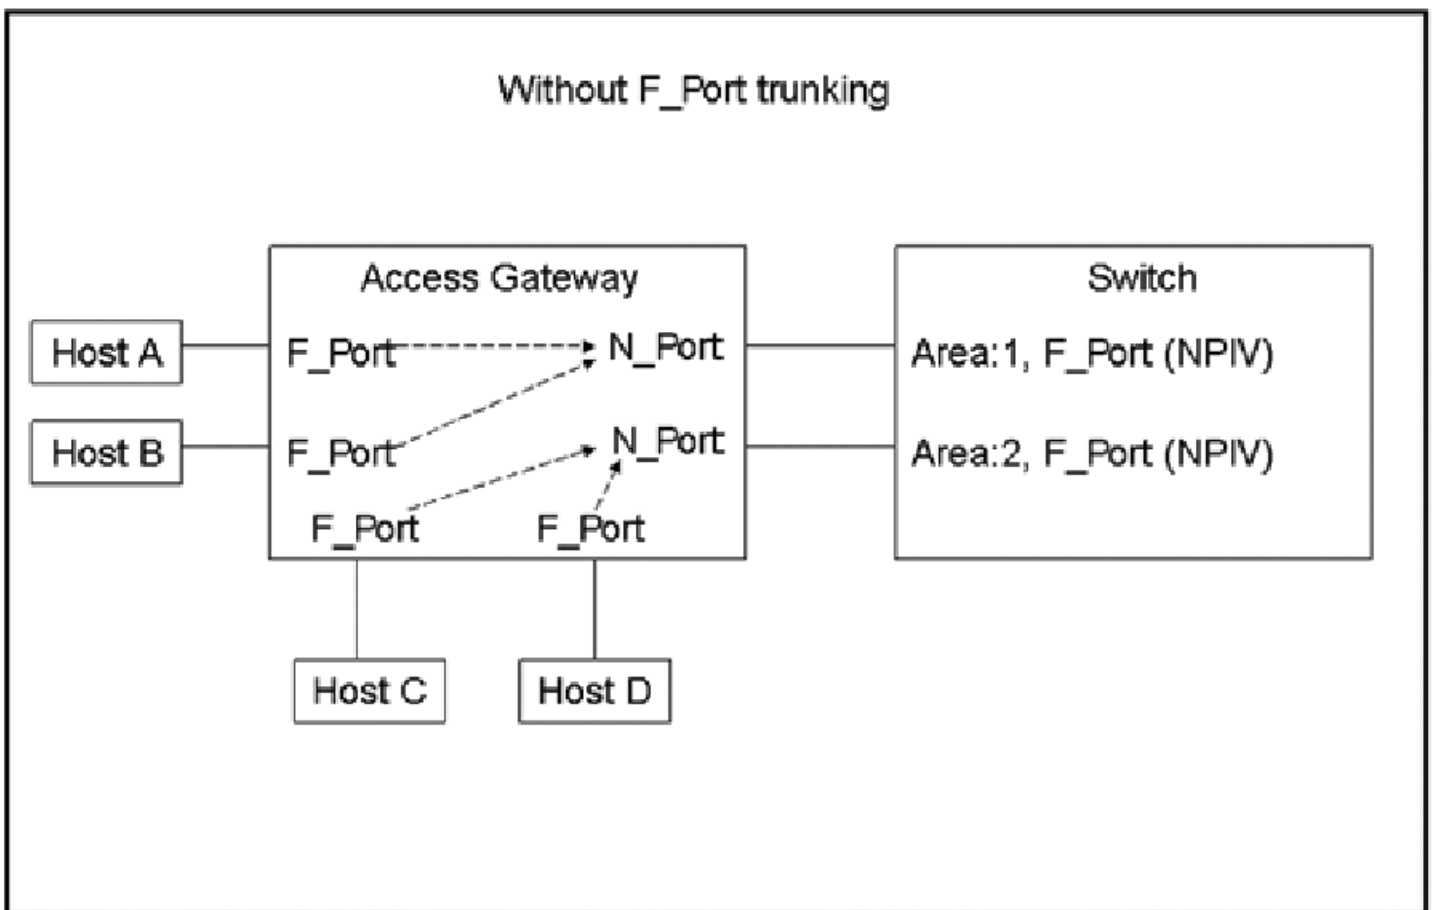 Without F_Port trunking
Access Gateway
Switch
Host A
F_Port
N_Port
Area:1, F_Port (NPIV)
Host B
F_Port
N_Port
Area:2, F_Port (NPIV)
F_Port
F_Port
Host C
Host D